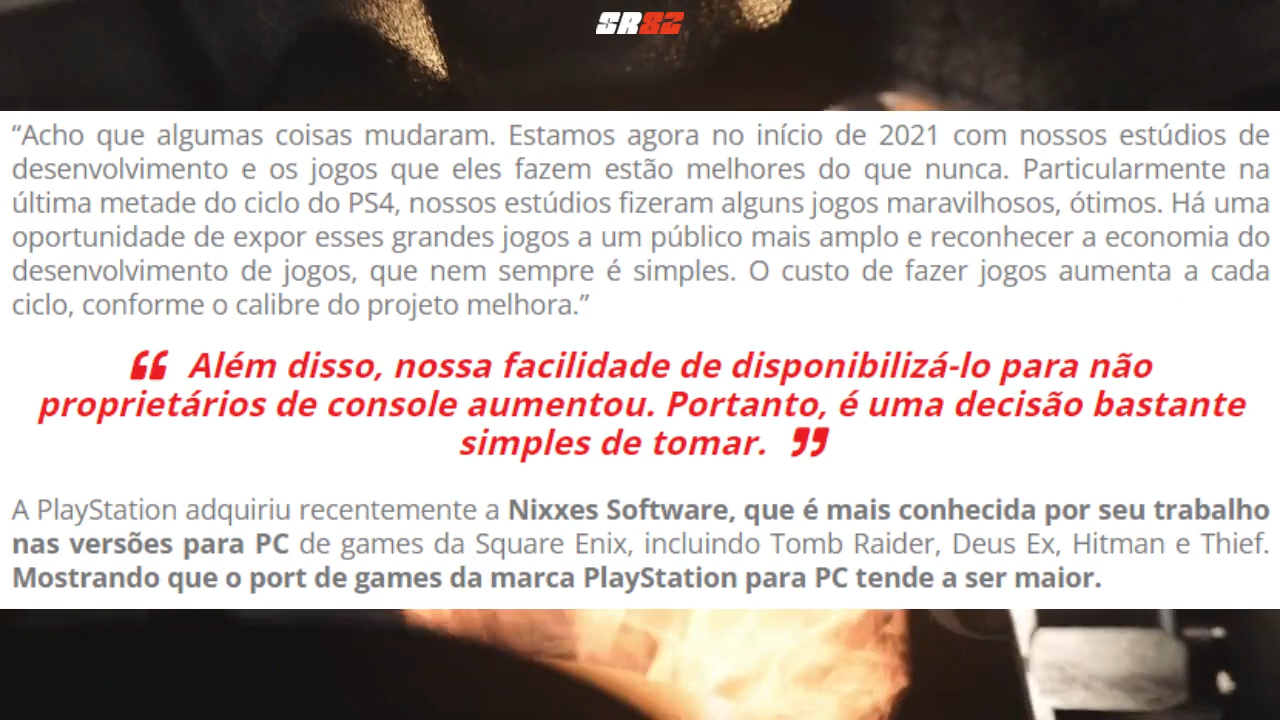 SR82
“Acho que algumas coisas mudaram. Estamos agora no início de 2021 com nossos estúdios de
desenvolvimento e os jogos que eles fazem estão melhores do que nunca. Particularmente na
última metade do ciclo do PS4, nossos estúdios fizeram alguns jogos maravilhosos, ótimos. Há uma
oportunidade de expor esses grandes jogos a um público mais amplo e reconhecer a economia do
desenvolvimento de jogos, que nem sempre é simples. O custo de fazer jogos aumenta a cada
ciclo, conforme o calibre do projeto melhora.”
“ Além disso, nossa facilidade de disponibilizá-lo para não
proprietários de console aumentou. Portanto, é uma decisão bastante
simples de tomar. ”
A PlayStation adquiriu recentemente a Nixxes Software, que é mais conhecida por seu trabalho
nas versões para PC de games da Square Enix, incluindo Tomb Raider, Deus Ex, Hitman e Thief.
Mostrando que o port de games da marca PlayStation para PC tende a ser maior.